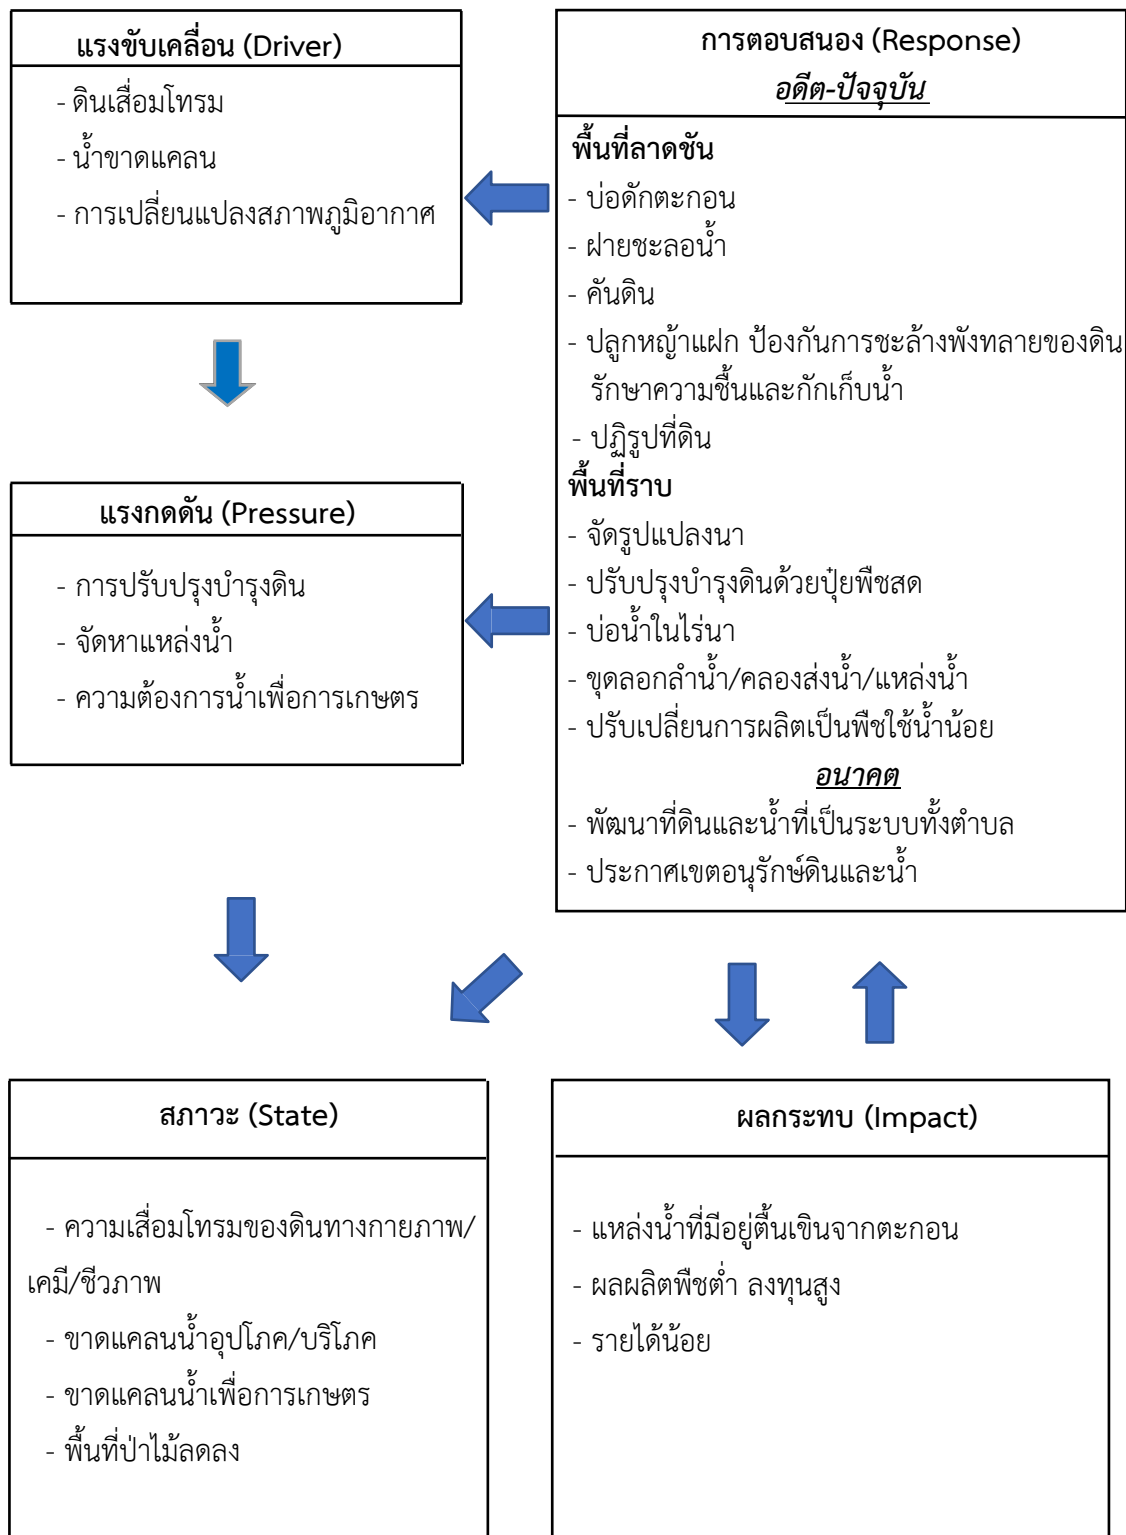 แรงขับเคลื่อน (Driver)
- ดินเสื่อมโทรม
- น้ำขาดแคลน
- การเปลี่ยนแปลงสภาพภูมิอากาศ
การตอบสนอง (Response)
อดีต-ปัจจุบัน
พื้นที่ลาดชัน
- บ่อดักตะกอน
- ฝายชะลอน้ำ
- คันดิน
- ปลูกหญ้าแฝก ป้องกันการชะล้างพังทลายของดิน
รักษาความชื้นและกักเก็บน้ำ
- ปฏิรูปที่ดิน
พื้นที่ราบ
- จัดรูปแปลงนา
- ปรับปรุงบำรุงดินด้วยปุ๋ยพืชสด
- บ่อน้ำในไร่นา
- ขุดลอกลำน้ำ/คลองส่งน้ำ/แหล่งน้ำ
- ปรับเปลี่ยนการผลิตเป็นพืชใช้น้ำน้อย
อนาคต
- พัฒนาที่ดินและน้ำที่เป็นระบบทั้งตำบล
- ประกาศเขตอนุรักษ์ดินและน้ำ
แรงกดดัน (Pressure)
- การปรับปรุงบำรุงดิน
- จัดหาแหล่งน้ำ
- ความต้องการน้ำเพื่อการเกษตร
สภาวะ (State)
- ความเสื่อมโทรมของดินทางกายภาพ/
เคมี/ชีวภาพ
- ขาดแคลนน้ำอุปโภค/บริโภค
- ขาดแคลนน้ำเพื่อการเกษตร
- พื้นที่ป่าไม้ลดลง
ผลกระทบ (Impact)
- แหล่งน้ำที่มีอยู่ตื้นเขินจากตะกอน
- ผลผลิตพืชต่ำ ลงทุนสูง
- รายได้น้อย